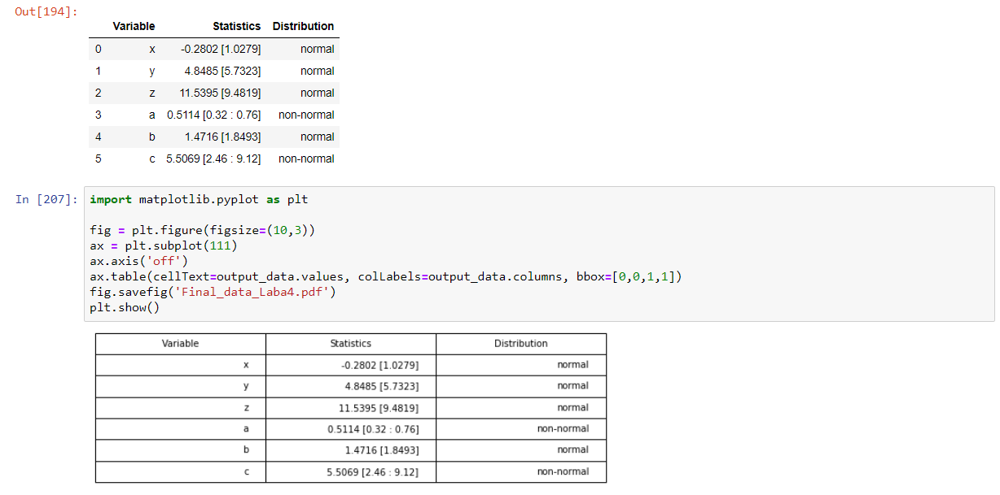 Out[194]:
Variable Statistics Distribution
0 x -0.2802 [1.0279] normal
1 y 4.8485 [5.7323] normal
2 z 11.5395 [9.4819] normal
3 a 0.5114 [0.32 : 0.76] non-normal
4 b 1.4716 [1.8493] normal
5 c 5.5069 [2.46 : 9.12] non-normal
In [207]: import matplotlib.pyplot as plt
fig = plt.figure(figsize=(10,3))
ax = plt.subplot(111)
ax.axis('off')
ax.table(cellText=output_data.values, colLabels=output_data.columns, bbox=[0,0,1,1])
fig.savefig('Final_data_Laba4.pdf')
plt.show()
Variable Statistics Distribution
x -0.2802 [1.0279] normal
y 4.8485 [5.7323] normal
z 11.5395 [9.4819] normal
a 0.5114 [0.32 : 0.76] non-normal
b 1.4716 [1.8493] normal
c 5.5069 [2.46 : 9.12] non-normal